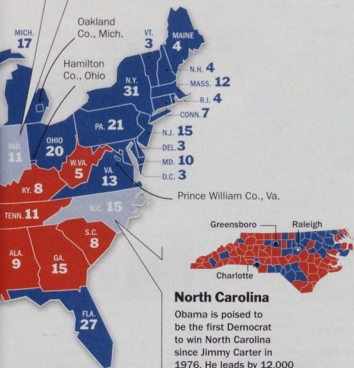 Oakland
Co., Mich.
MICH.
17
VT.
3
MAINE
4
Hamilton
Co., Ohio
N.Y.
31
N.H. 4
MASS. 12
R.I. 4
CONN. 7
PA. 21
N.J. 15
DEL. 3
MD. 10
D.C. 3
IND.
11
OHIO
20
W.VA.
5
VA.
13
Prince William Co., Va.
KY. 8
N.C. 15
TENN. 11
S.C.
8
Greensboro
Raleigh
Charlotte
ALA.
9
GA.
15
FLA.
27
North Carolina
Obama is poised to
be the first Democrat
to win North Carolina
since Jimmy Carter in
1976. He leads by 12,000